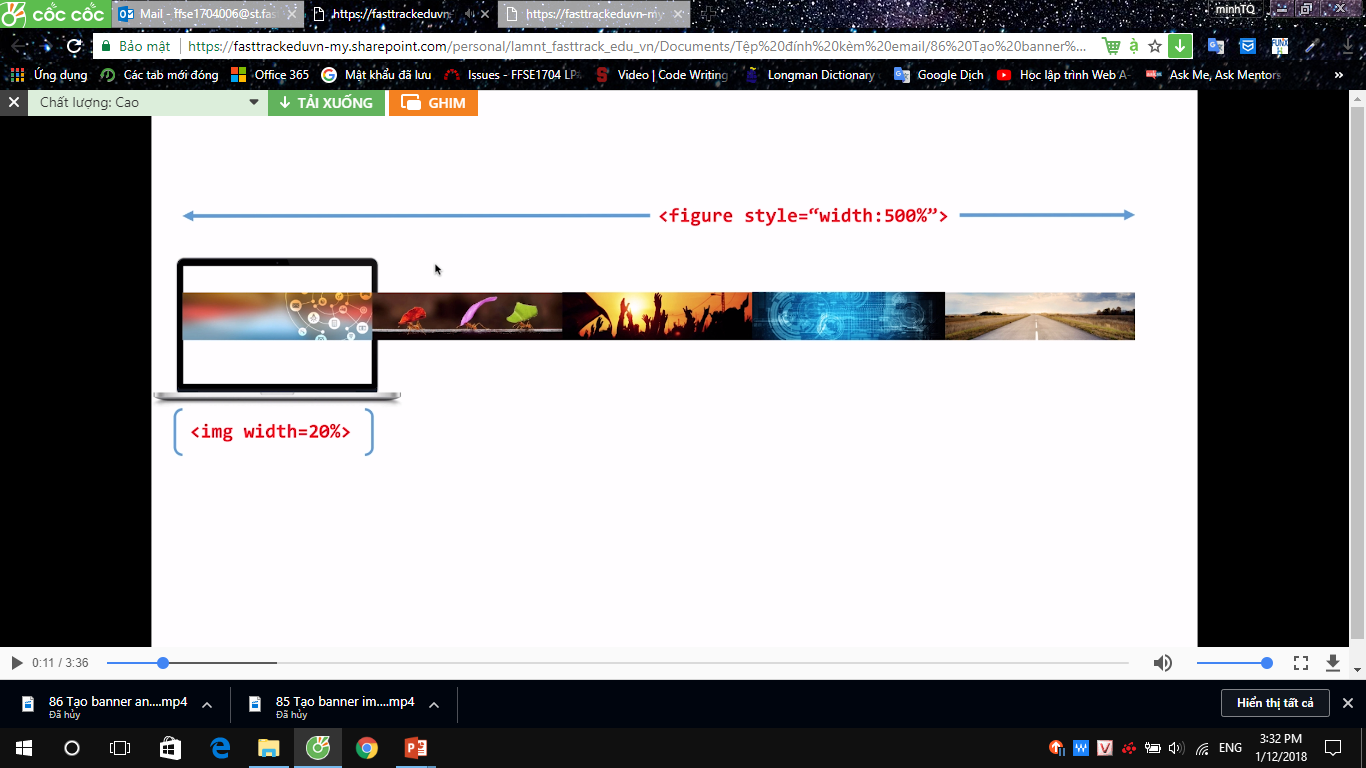 cốc cốc
Mail - ffse1704006@st.fas
https://fasttrackeduvn-
https://fasttrackeduvn-my
minhTQ
Bảo mật
https://fasttrackeduvn-my.sharepoint.com/personal/lamnt_fasttrack_edu_vn/Documents/Tệp%20đính%20kèm%20email/86%20Tạo%20banner%...
Ứng dụng
Các tab mới đóng
Office 365
Mật khẩu đã lưu
Issues - FFSE1704 LP
Video | Code Writing
Longman Dictionary
Google Dịch
Học lập trình Web A-
Ask Me, Ask Mentors
»
Chất lượng: Cao
TẢI XUỐNG
GHIM
<figure style=“width:500%”>
<img width=20%>
0:11 / 3:36
86 Tạo banner an....mp4
Đã hủy
85 Tạo banner im....mp4
Đã hủy
Hiển thị tất cả
ENG
3:32 PM
1/12/2018